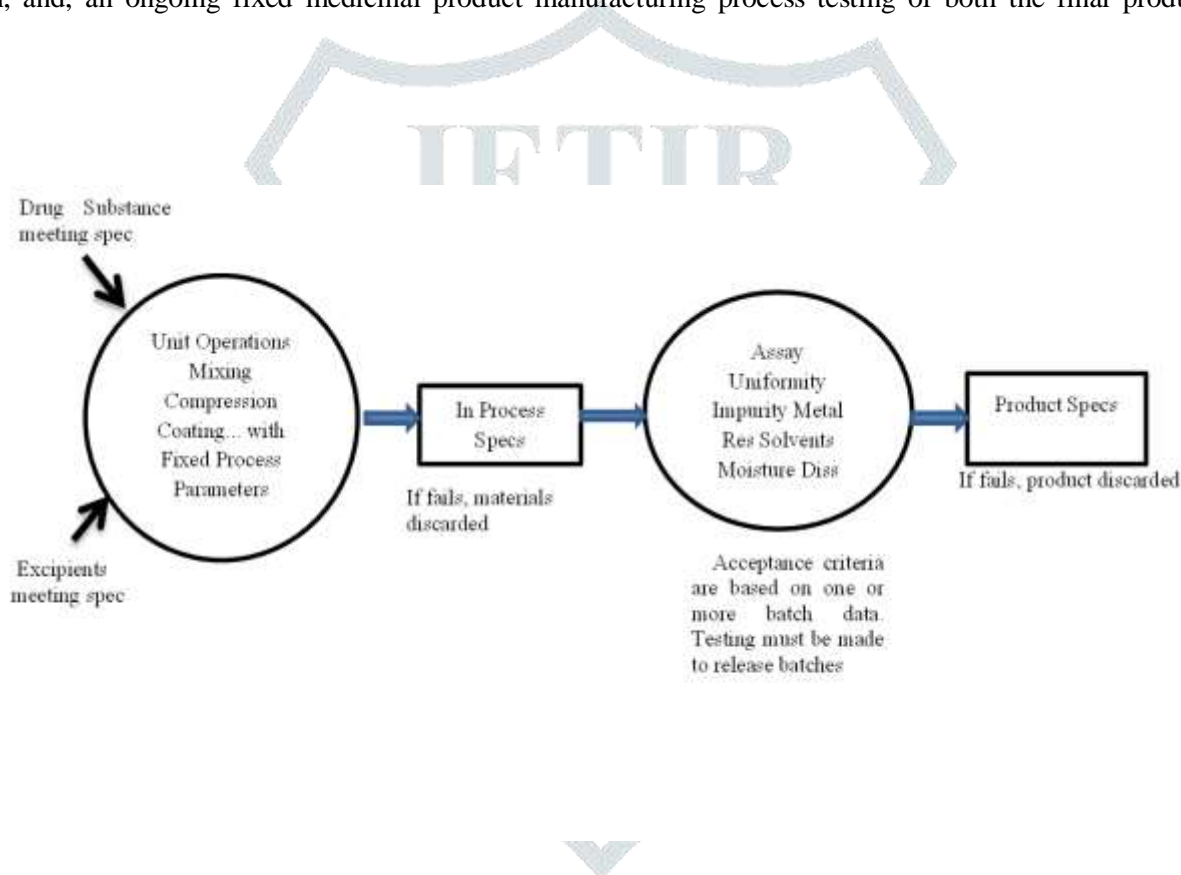 and, an ongoing fixed medicinal product manufacturing process testing of both the final
JETIR
Drug Substance
meeting spec
Unit Operations
Mixing
Compression
Coating... with
Fixed Process
Parameters
Excipients
meeting spec
In Process
Specs
If fails, materials
discarded
Assay
Uniformity
Impurity Metal
Res Solvents
Moisture Diss
Acceptance criteria
are based on one or
more batch data.
Testing must be made
to release batches
Product Specs
If fails, product discarded